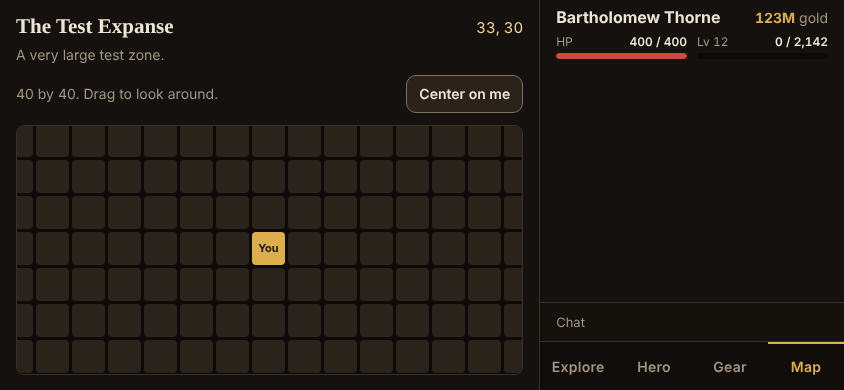 The Test Expanse
33, 30
A very large test zone.
40 by 40. Drag to look around.
Center on me
You
Bartholomew Thorne
123M gold
HP 400 / 400
Lv 12 0 / 2,142
Chat
Explore Hero Gear Map